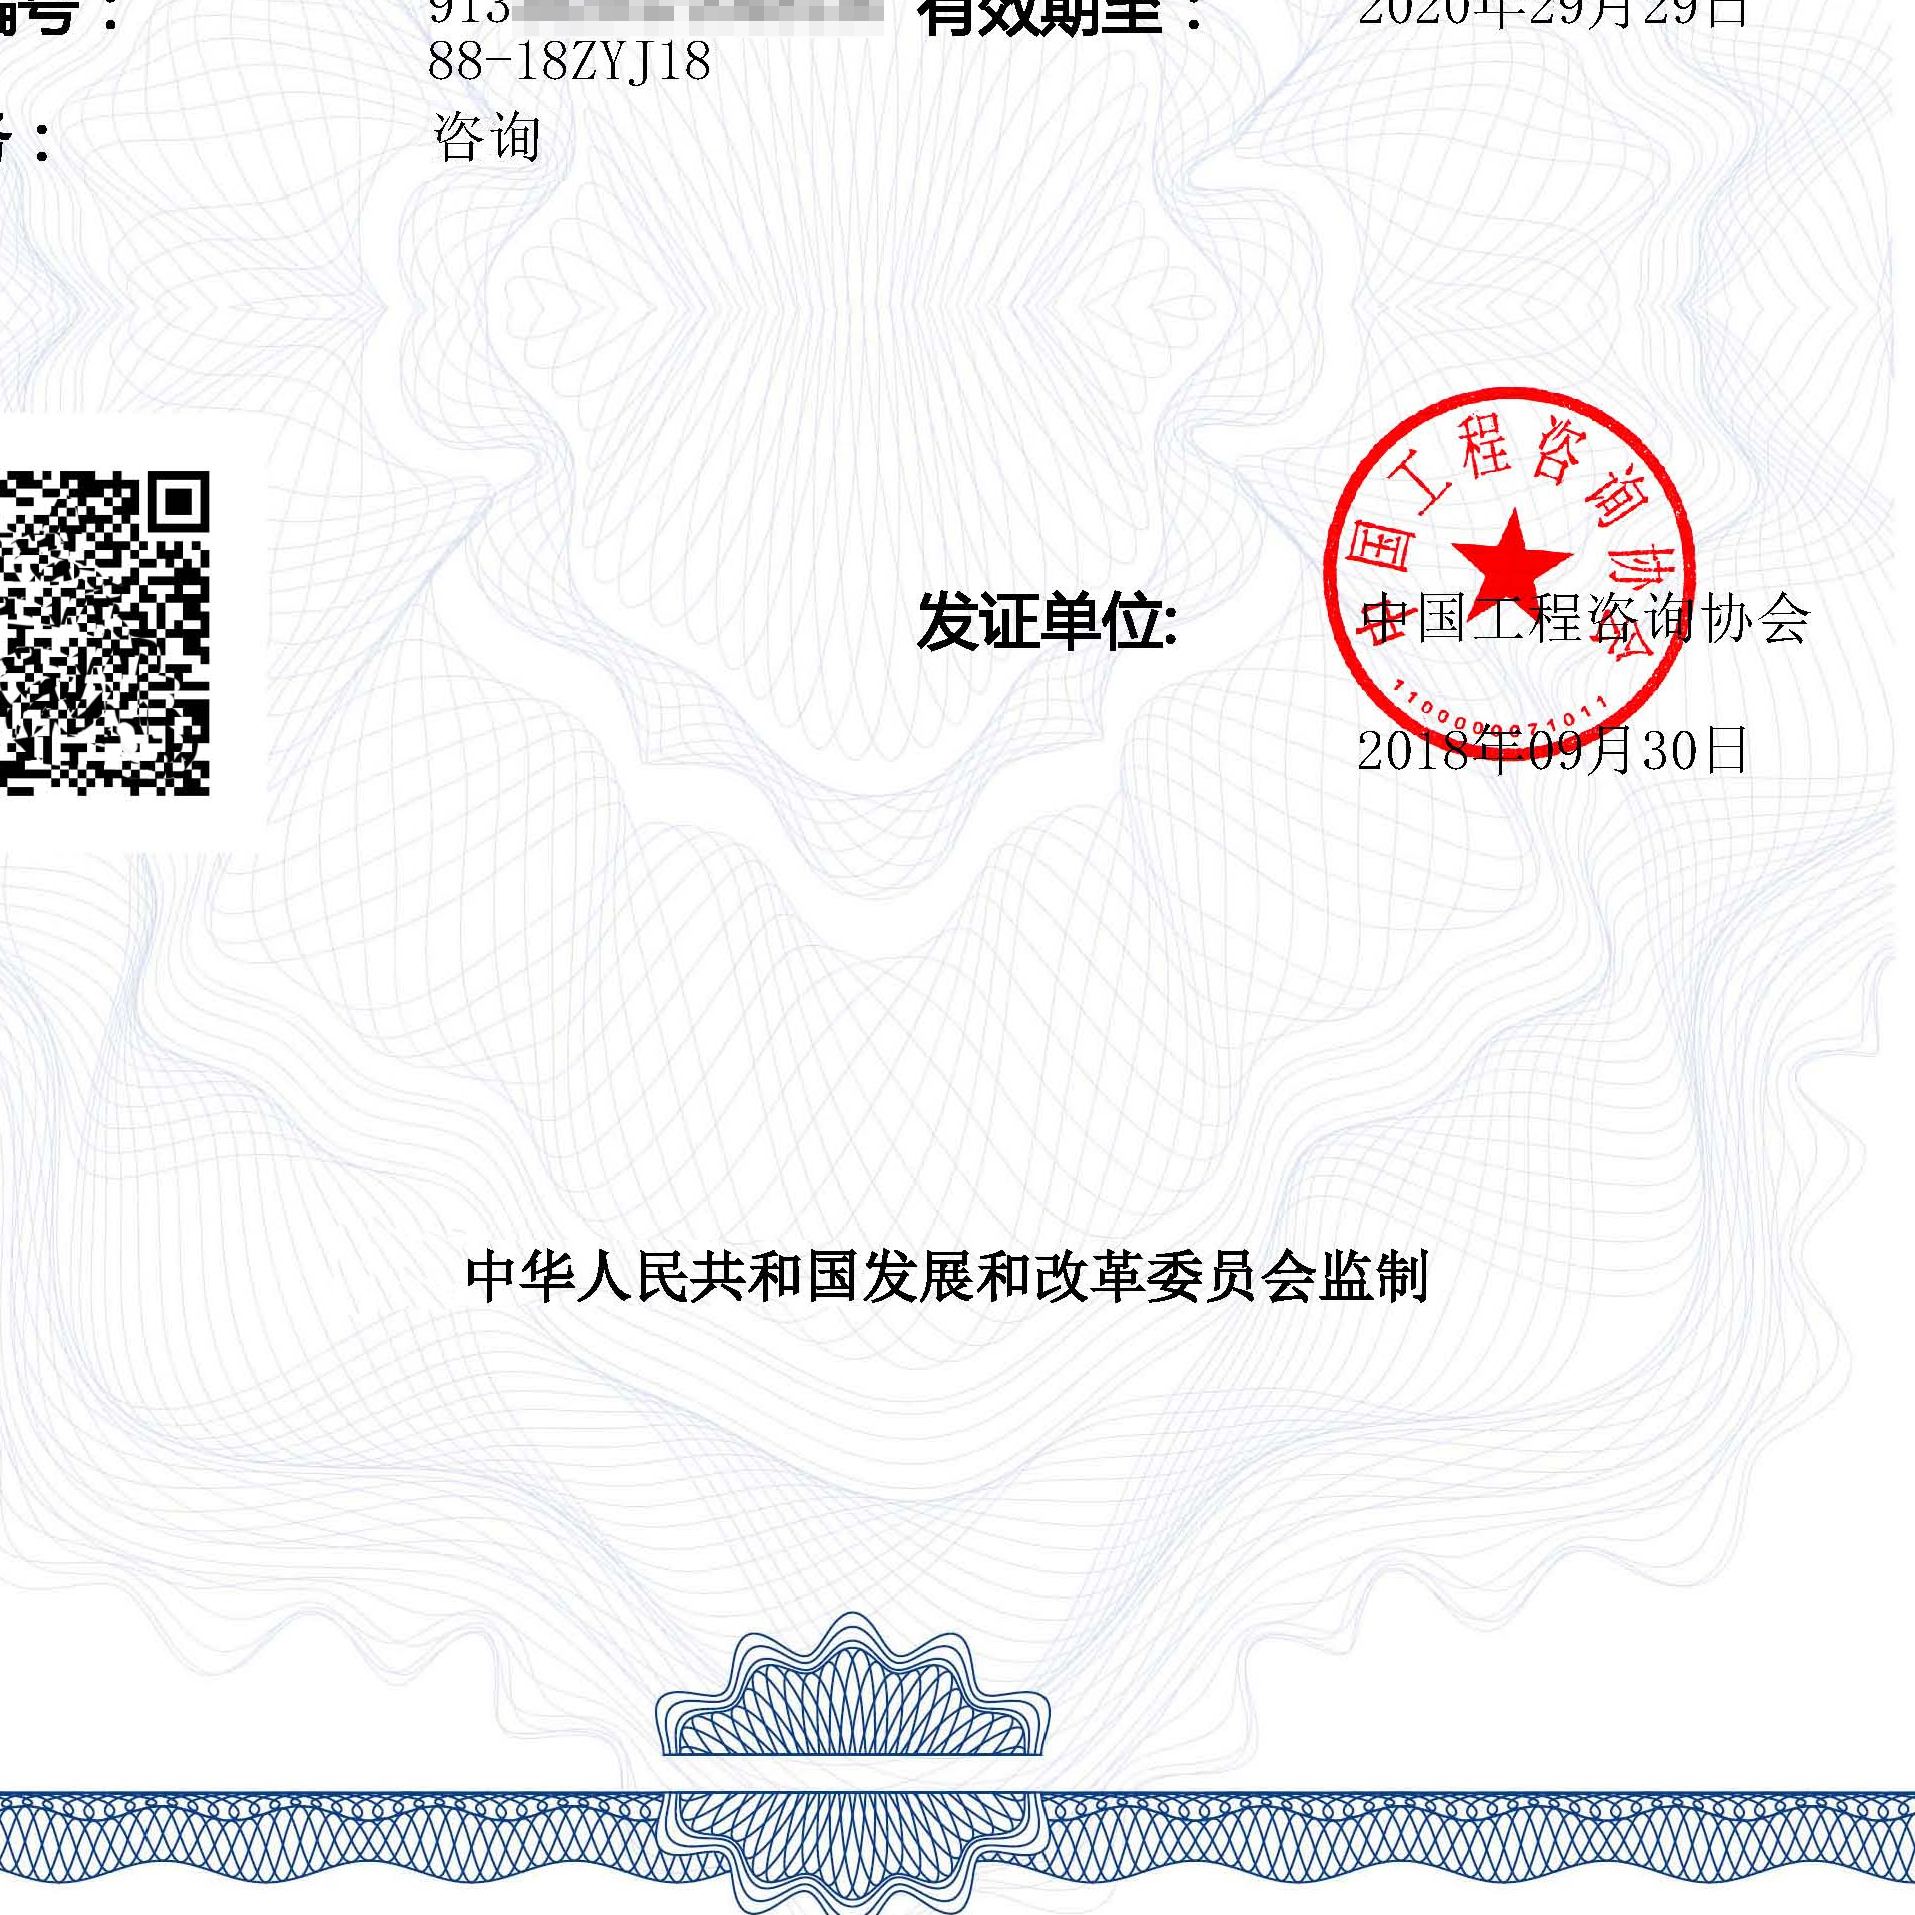 编号： 913 有效期至： 2020年29月29日
88-18ZYJ18
务： 咨询
中国工程咨询协会
发证单位: 中国工程咨询协会
1100000071011
2018年09月30日
中华人民共和国发展和改革委员会监制